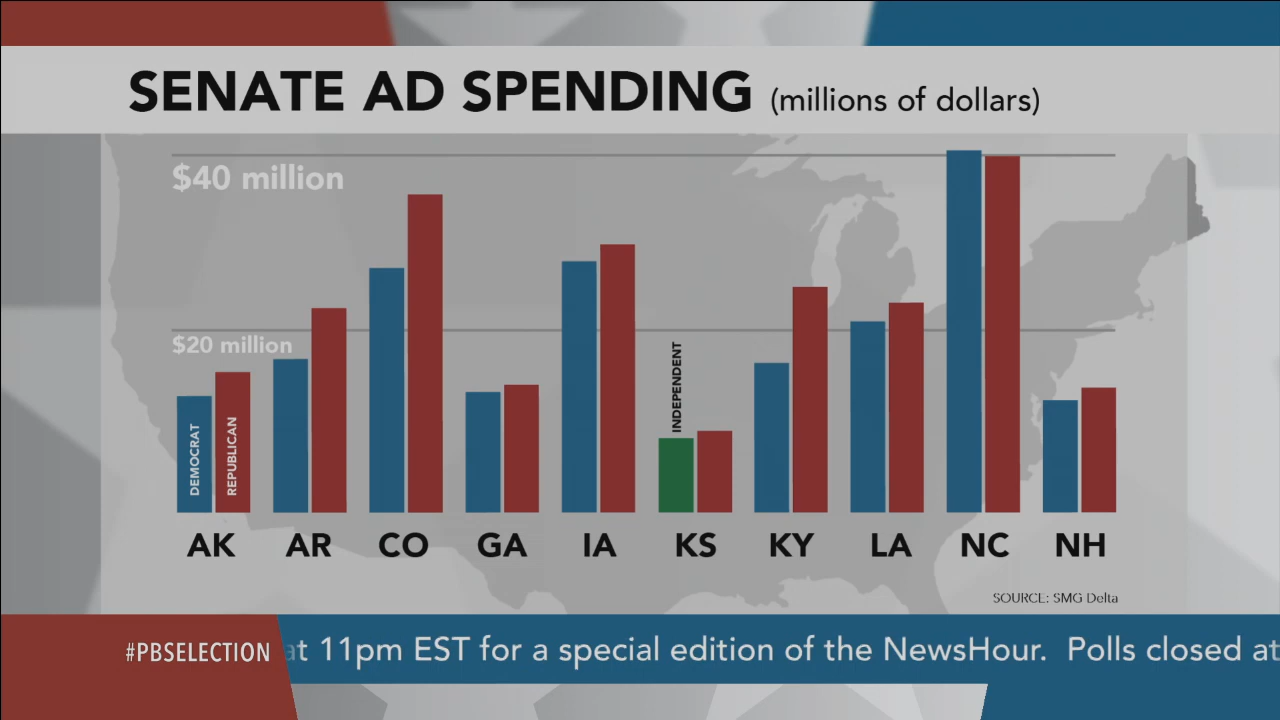 SENATE AD SPENDING (millions of dollars)
$40 million
$20 million
INDEPENDENT
DEMOCRAT
REPUBLICAN
AK AR CO GA IA KS KY LA NC NH
SOURCE: SMG Delta
#PBSELECTION at 11pm EST for a special edition of the NewsHour. Polls closed at